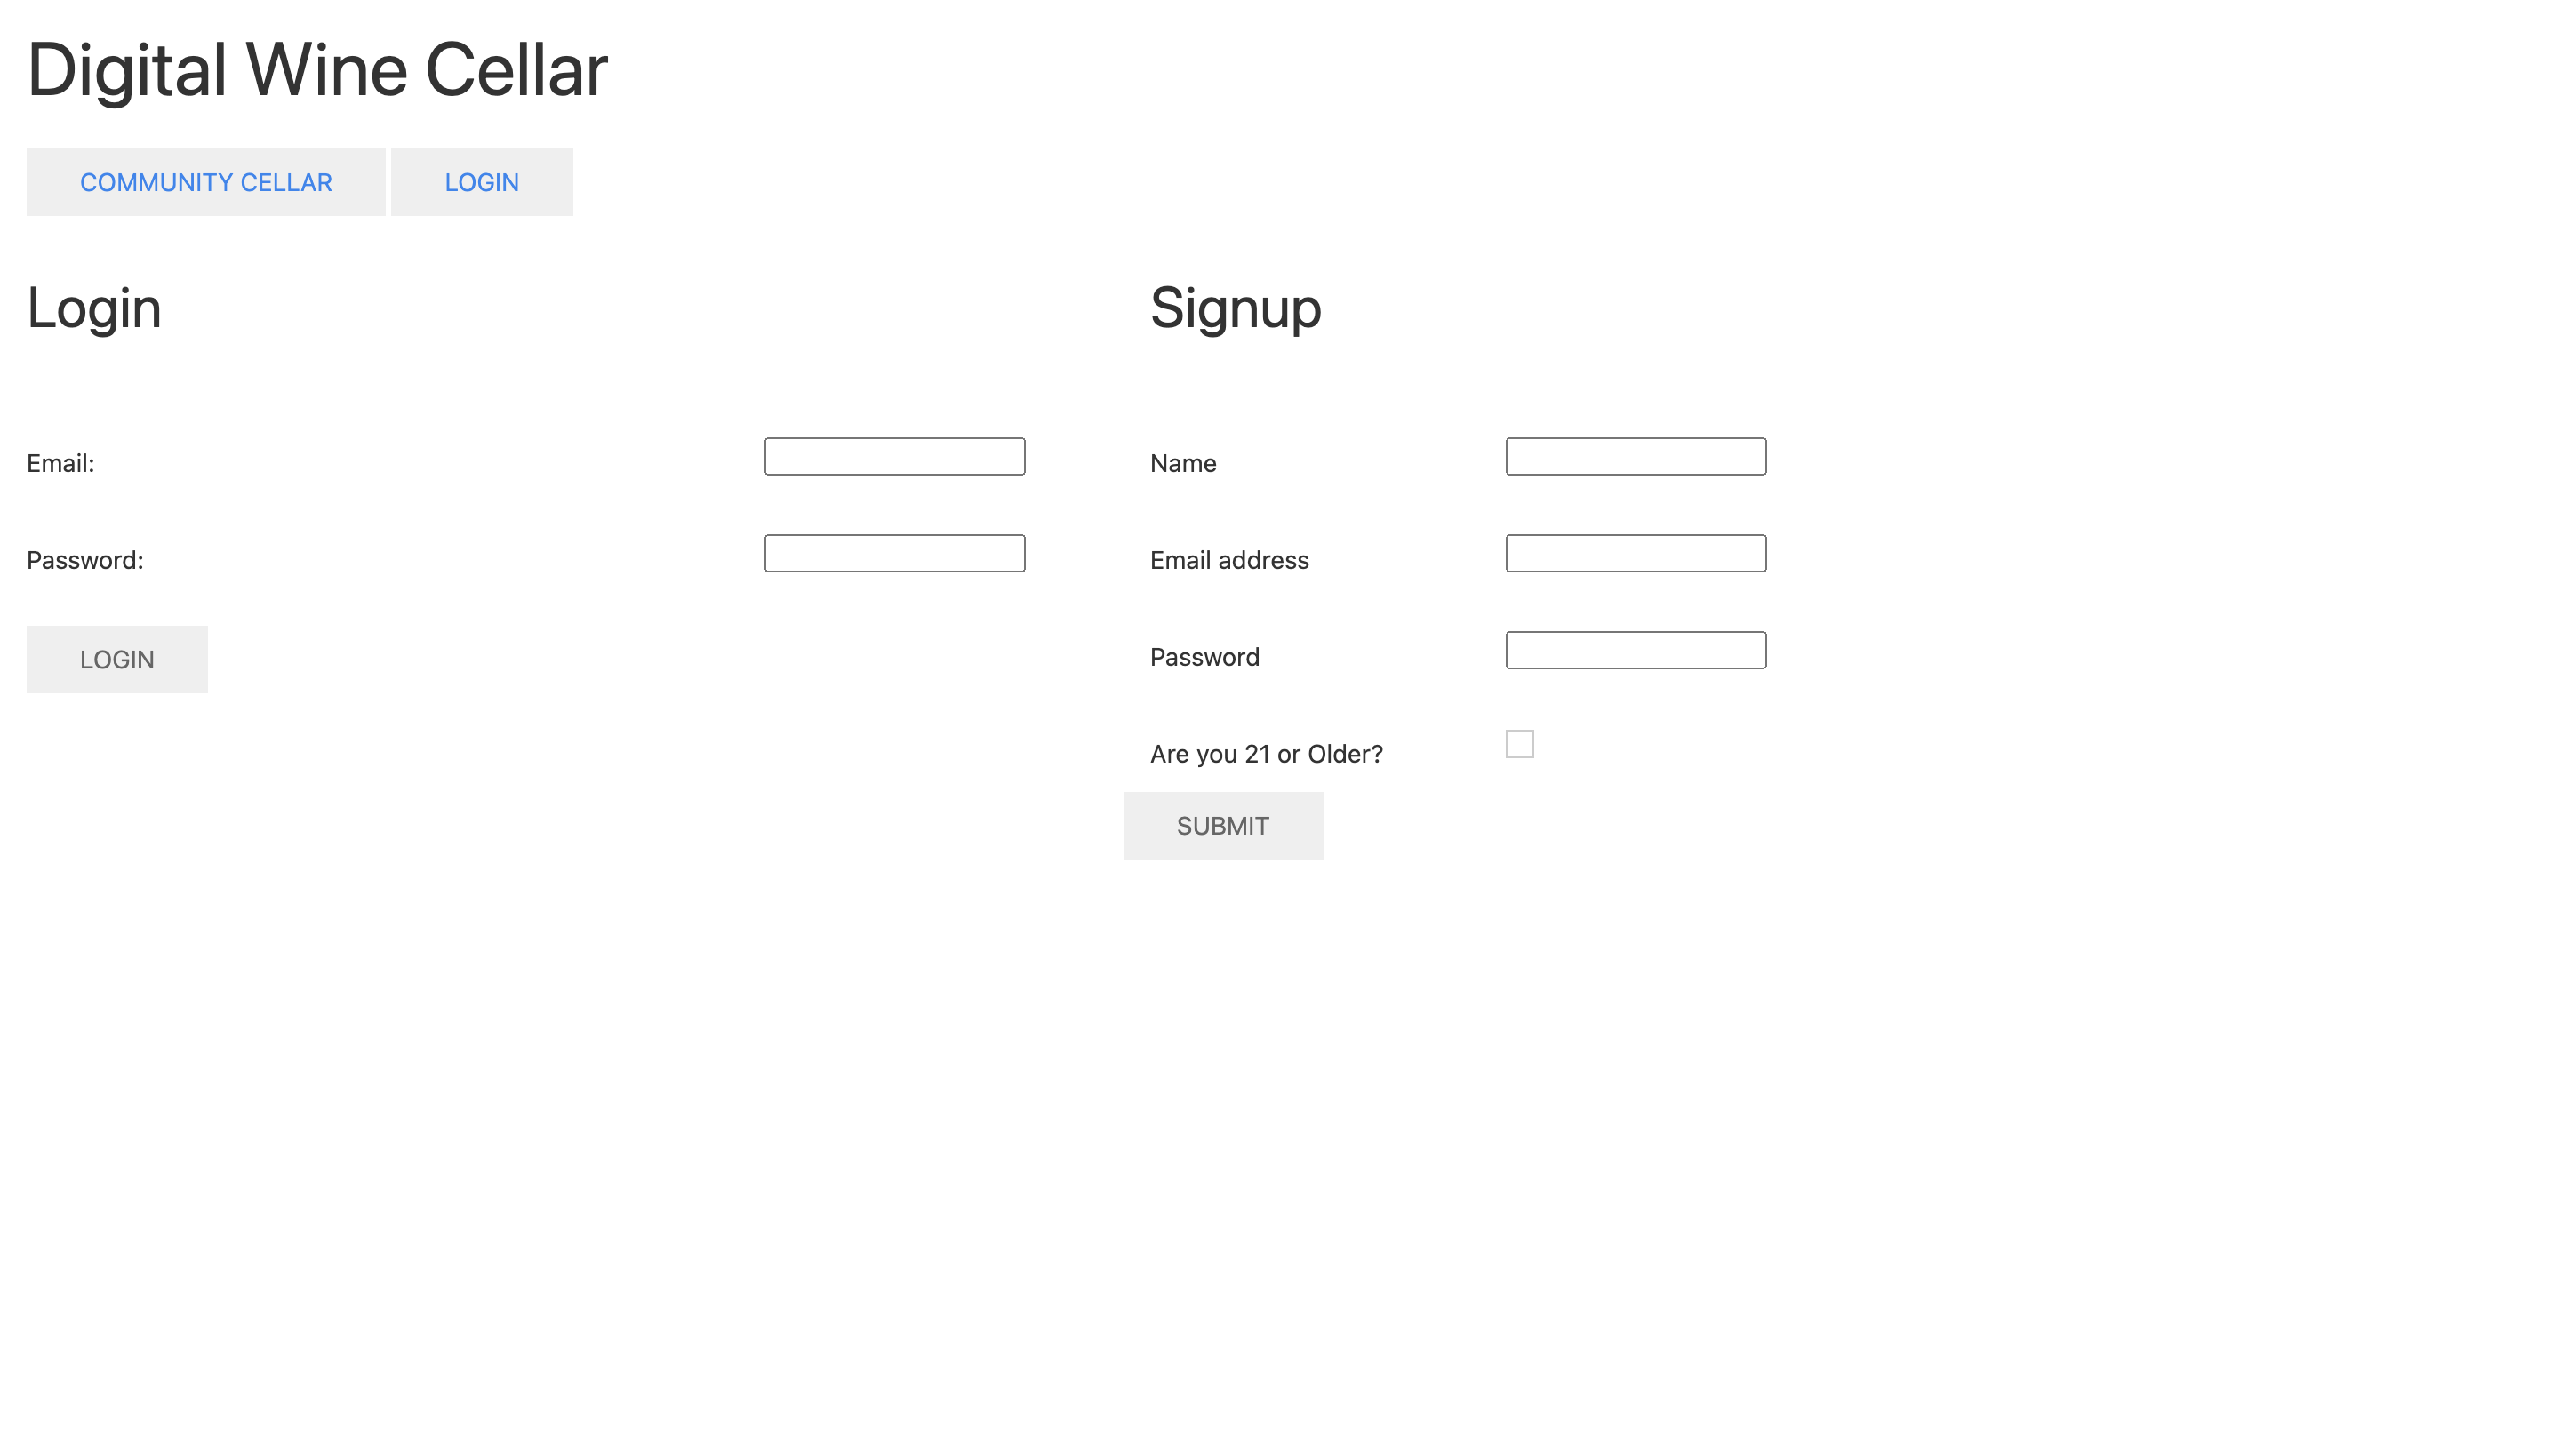 Digital Wine Cellar
COMMUNITY CELLAR LOGIN
Login
Email:
Password:
LOGIN
Signup
Name
Email address
Password
Are you 21 or Older?
SUBMIT